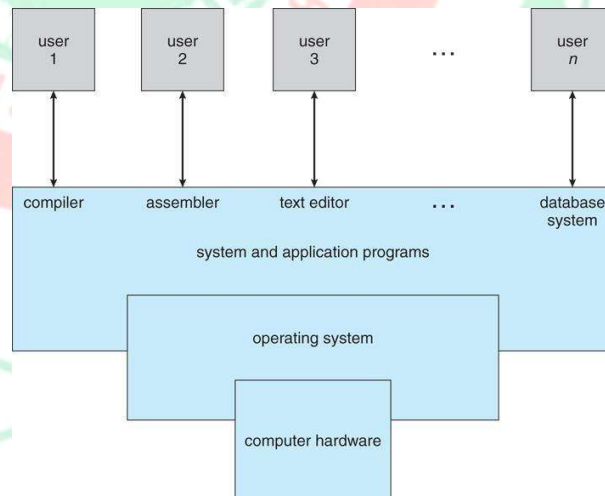 user
1
user
2
user
3
...
user
n
compiler
assembler
text editor
...
database
system
system and application programs
operating system
computer hardware